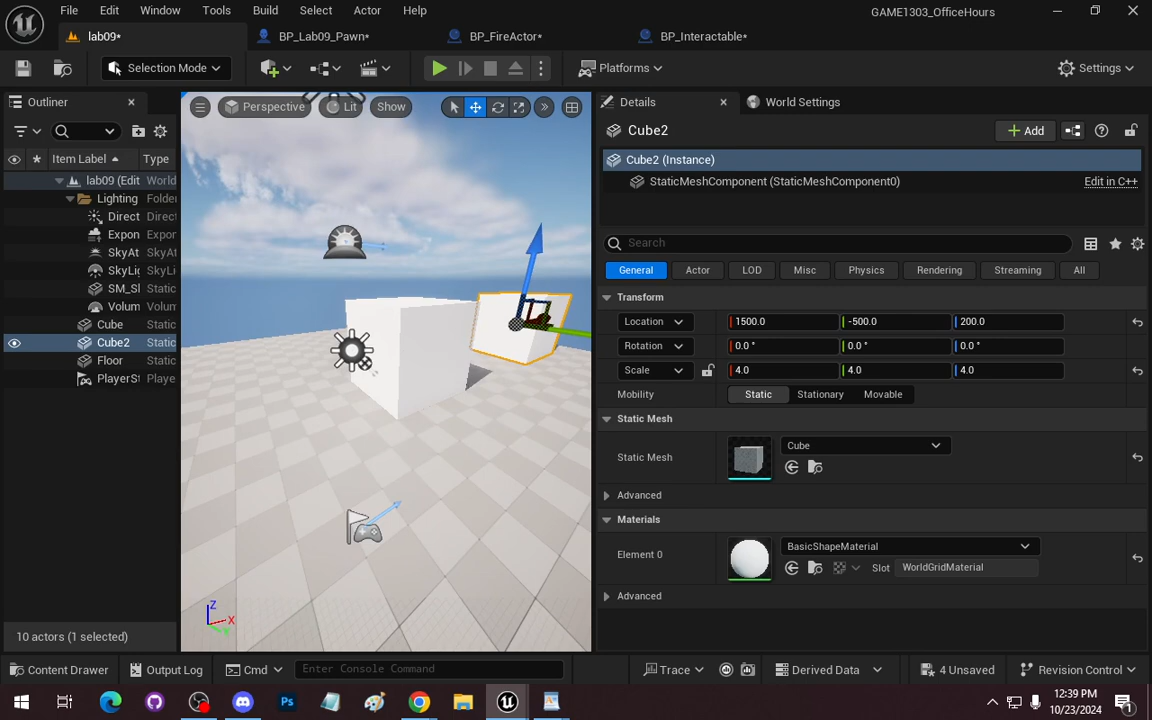 File Edit Window Tools Build Select Actor Help GAME1303_OfficeHours
lab09* BP_Lab09_Pawn* BP_FireActor* BP_Interactable*
Selection Mode Platforms Settings
Outliner
Item Label Type
lab09 (Edit World
Lighting Folde
Direct Direct
Expon Expon
SkyAt SkyAt
SkyLig SkyLi
SM_Sl Static
Volum Volum
Cube Static
Cube2 Static
Floor Static
PlayerSt Playe
10 actors (1 selected)
Perspective Lit Show
Z
X
Y
Details World Settings
Cube2 Add
Cube2 (Instance)
StaticMeshComponent (StaticMeshComponent0) Edit in C++
Search
General Actor LOD Misc Physics Rendering Streaming All
Transform
Location 1500.0 -500.0 200.0
Rotation 0.0 ° 0.0 ° 0.0 °
Scale 4.0 4.0 4.0
Mobility Static Stationary Movable
Static Mesh
Static Mesh Cube
Advanced
Materials
Element 0 BasicShapeMaterial
Slot WorldGridMaterial
Advanced
Content Drawer Output Log Cmd Enter Console Command Trace Derived Data 4 Unsaved Revision Control
12:39 PM
10/23/2024
1